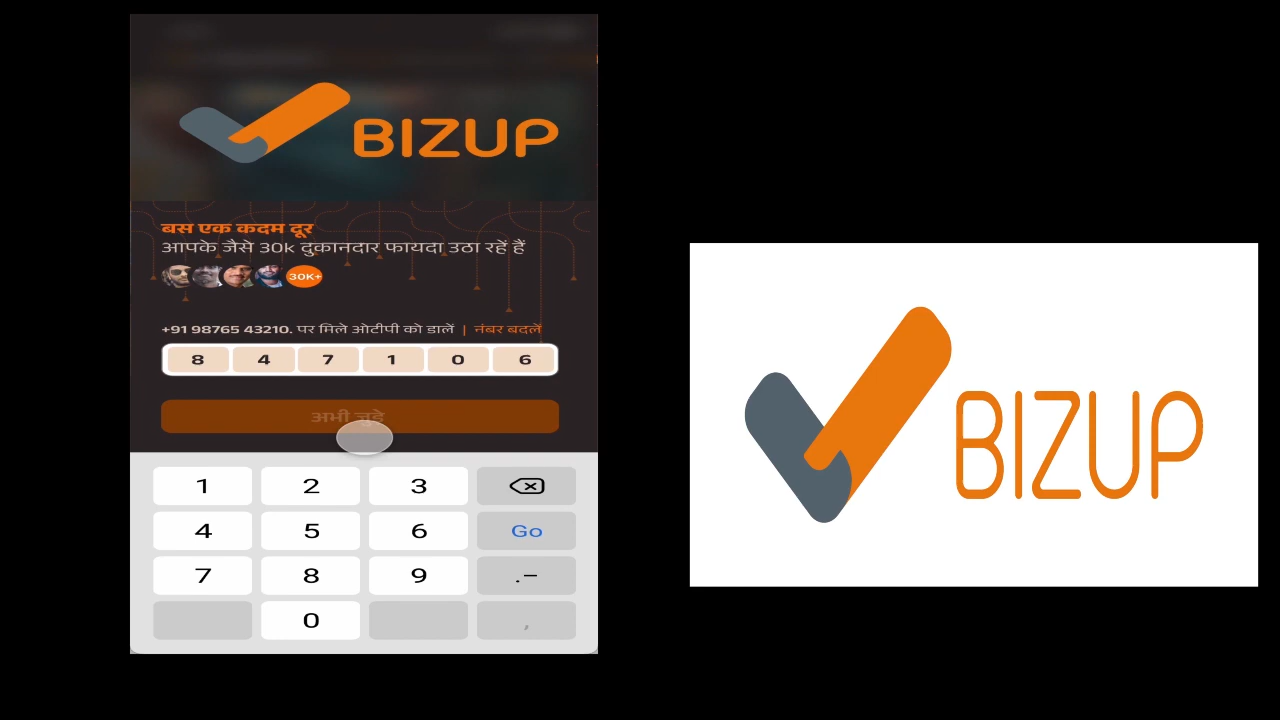 BIZUP
बस एक कदम दूर
आपके जैसे 30k दुकानदार फायदा उठा रहें हैं
30K+
+91 98765 43210. पर मिले ओटीपी को डालें | नंबर बदलें
8 4 7 1 0 6
अभी जुड़े
1 2 3
4 5 6 Go
7 8 9 .–
0 ,
BIZUP